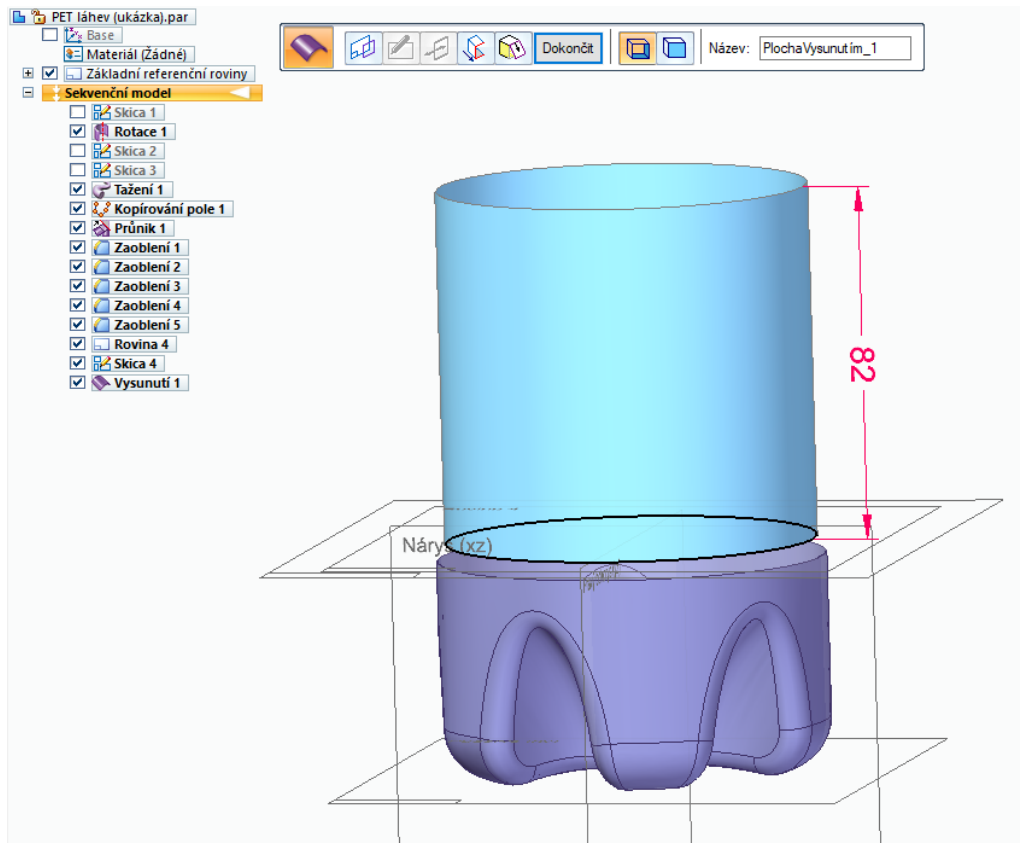 PET láhev (ukázka).par
Base
Materiál (Žádné)
Základní referenční roviny
Sekvenční model
Skica 1
Rotace 1
Skica 2
Skica 3
Tažení 1
Kopírování pole 1
Průnik 1
Zaoblení 1
Zaoblení 2
Zaoblení 3
Zaoblení 4
Zaoblení 5
Rovina 4
Skica 4
Vysunutí 1
Dokončit
Název:
PlochaVysunutím_1
82
Nárys (xz)